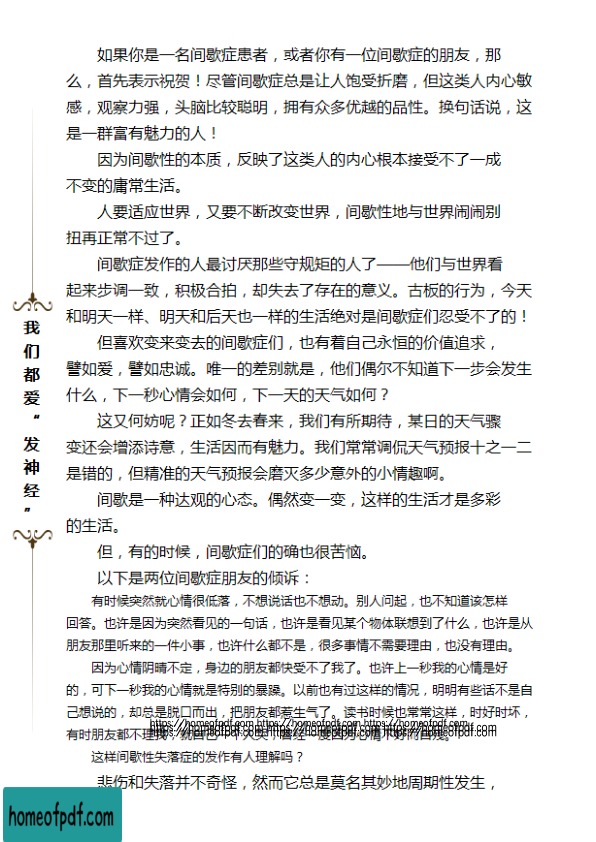 如果你是一名间歇症患者，或者你有一位间歇症的朋友，那
么，首先表示祝贺！尽管间歇症总是让人饱受折磨，但这类人内心敏
感，观察力强，头脑比较聪明，拥有众多优越的品性。换句话说，这
是一群富有魅力的人！
因为间歇性的本质，反映了这类人的内心根本接受不了一成
不变的庸常生活。
人要适应世界，又要不断改变世界，间歇性地与世界闹闹别
扭再正常不过了。
间歇症发作的人最讨厌那些守规矩的人了——他们与世界看
起来步调一致，积极合拍，却失去了存在的意义。古板的行为，今天
和明天一样、明天和后天也一样的生活绝对是间歇症们忍受不了的！
但喜欢变来变去的间歇症们，也有着自己永恒的价值追求，
譬如爱，譬如忠诚。唯一的差别就是，他们偶尔不知道下一步会发生
什么，下一秒心情会如何，下一天的天气如何？
这又何妨呢？正如冬去春来，我们有所期待，某日的天气骤
变还会增添诗意，生活因而有魅力。我们常常调侃天气预报十之一二
是错的，但精准的天气预报会磨灭多少意外的小情趣啊。
间歇是一种达观的心态。偶然变一变，这样的生活才是多彩
的生活。
但，有的时候，间歇症们的确也很苦恼。
以下是两位间歇症朋友的倾诉：
有时候突然就心情很低落，不想说话也不想动。别人问起，也不知道该怎样
回答。也许是因为突然看见的一句话，也许是看见某个物体联想到了什么，也许是从
朋友那里听来的一件小事，也许什么都不是，很多事情不需要理由，也没有理由。
因为心情阴晴不定，身边的朋友都快受不了我了。也许上一秒我的心情是好
的，可下一秒我的心情就是特别的暴躁。以前也有过这样的情况，明明有些话不是自
己想说的，却总是脱口而出，把朋友都惹生气了。读书时候也常常这样，时好时坏，
有时朋友都不理我，就自己一个人哭，曾经一度因为心情不好而自残。
https://homeofpdf.com https://homeofpdf.com https://homeofpdf.com
https://homeofpdf.com https://homeofpdf.com https://homeofpdf.com
这样间歇性失落症的发作有人理解吗？
悲伤和失落并不奇怪，然而它总是莫名其妙地周期性发生，
我们都爱“发神经”
homeofpdf.com